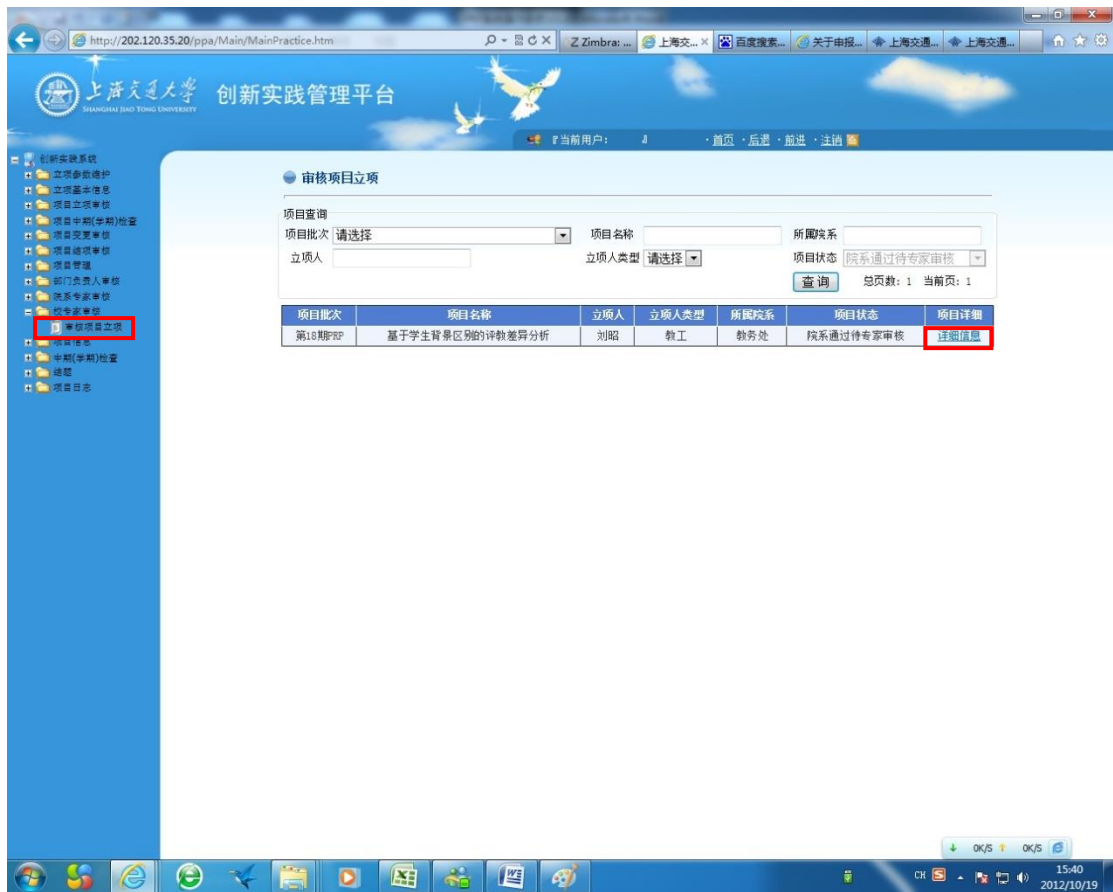 http://202.120.35.20/ppa/Main/MainPractice.htm
Z Zimbra: ...
上海交...
百度搜索...
关于申报...
上海交通...
上海交通...
上海交通大学
SHANGHAI JIAO TONG UNIVERSITY
创新实践管理平台
『当前用户: 』 ·首页 ·后退 ·前进 ·注销
创新实践系统
立项参数维护
立项基本信息
项目立项审核
项目中期(学期)检查
项目变更审核
项目结项审核
项目管理
部门负责人审核
院系专家审核
校专家审核
审核项目立项
项目信息
中期(学期)检查
结题
项目日志
审核项目立项
项目查询
项目批次 请选择 项目名称 所属院系
立项人 立项人类型 请选择 项目状态 院系通过待专家审核
查询 总页数: 1 当前页: 1
项目批次 项目名称 立项人 立项人类型 所属院系 项目状态 项目详细
第18期PRP 基于学生背景区别的评教差异分析 刘昭 教工 教务处 院系通过待专家审核 详细信息
0K/S 0K/S
CH
15:40
2012/10/19